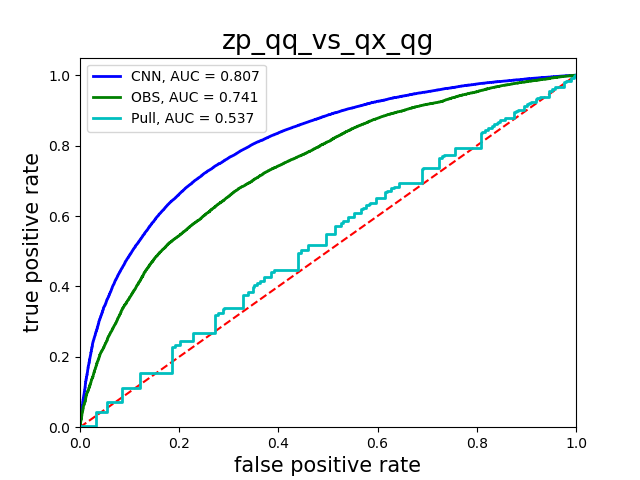 zp_qq_vs_qx_qg
CNN, AUC = 0.807
OBS, AUC = 0.741
Pull, AUC = 0.537
true positive rate
1.0
0.8
0.6
0.4
0.2
0.0
0.0 0.2 0.4 0.6 0.8 1.0
false positive rate